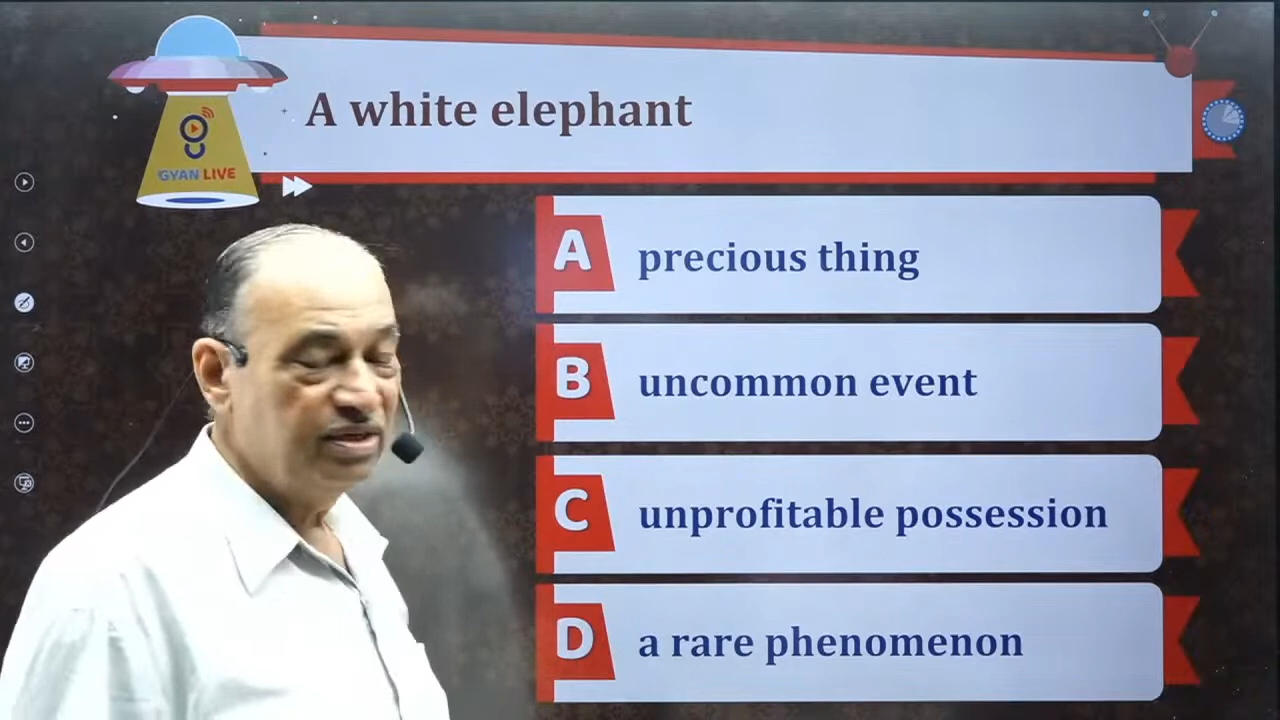 A white elephant
GYAN LIVE
A precious thing
B uncommon event
C unprofitable possession
D a rare phenomenon